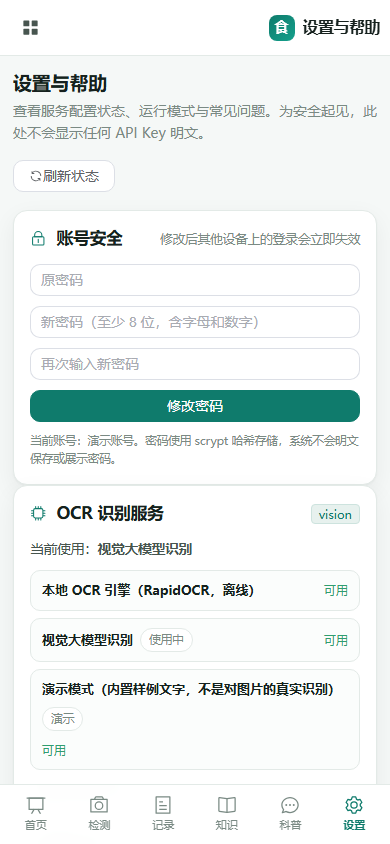 食 设置与帮助
设置与帮助
查看服务配置状态、运行模式与常见问题。为安全起见，此
处不会显示任何 API Key 明文。
刷新状态
账号安全 修改后其他设备上的登录会立即失效
原密码
新密码（至少 8 位，含字母和数字）
再次输入新密码
修改密码
当前账号：演示账号。密码使用 scrypt 哈希存储，系统不会明文
保存或展示密码。
OCR 识别服务 vision
当前使用：视觉大模型识别
本地 OCR 引擎（RapidOCR，离线） 可用
视觉大模型识别 使用中 可用
演示模式（内置样例文字，不是对图片的真实识别）
演示
可用
首页 检测 记录 知识 科普 设置